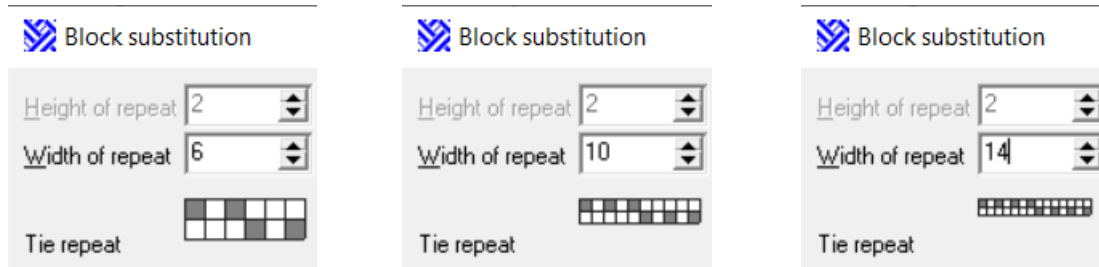 Block substitution
Height of repeat 2
Width of repeat 6
Tie repeat
Block substitution
Height of repeat 2
Width of repeat 10
Tie repeat
Block substitution
Height of repeat 2
Width of repeat 14
Tie repeat